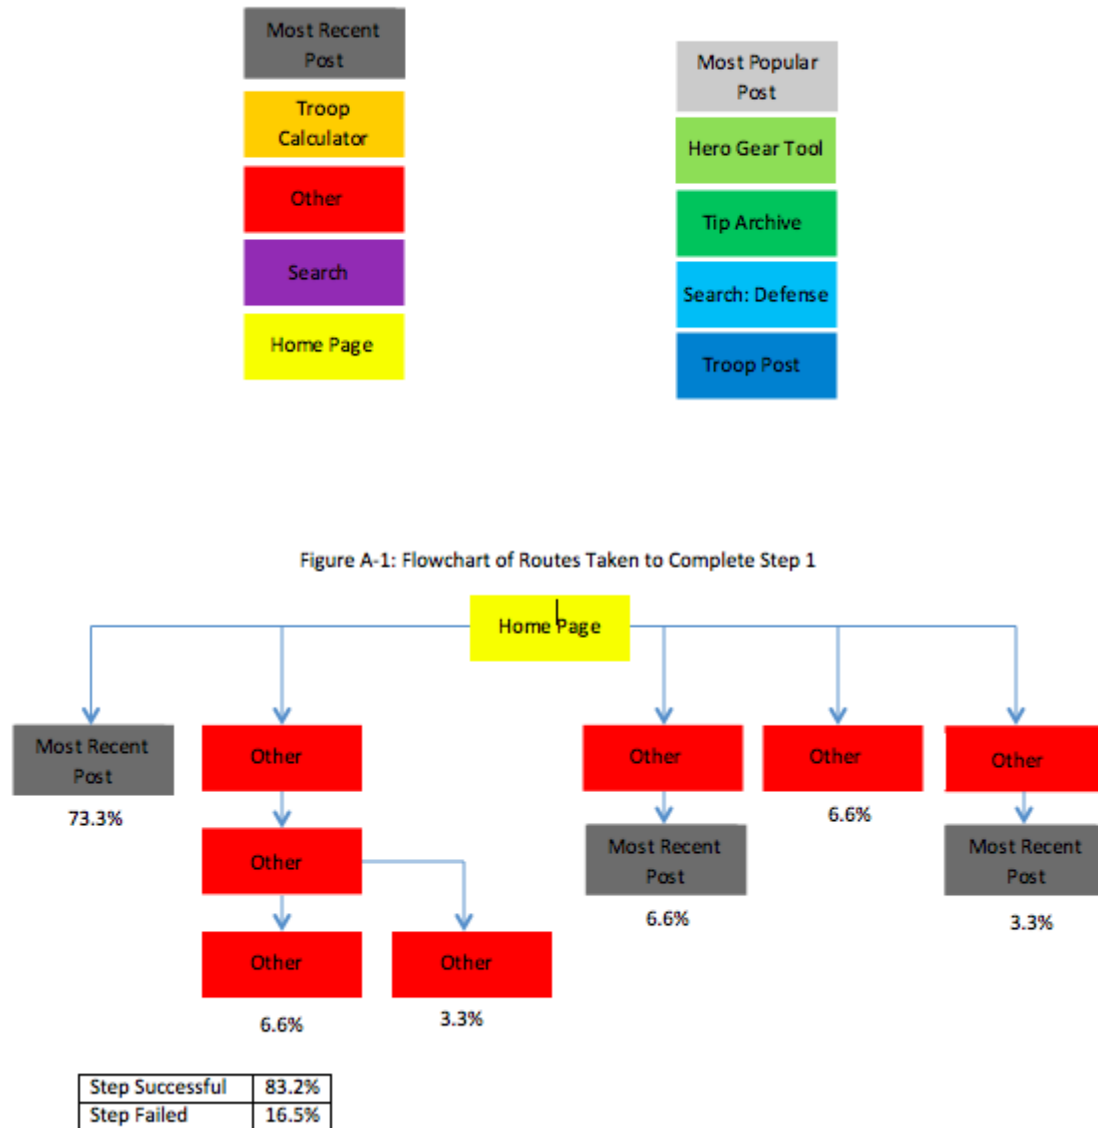 Most Recent
Post
Troop
Calculator
Other
Search
Home Page
Most Popular
Post
Hero Gear Tool
Tip Archive
Search: Defense
Troop Post
Figure A-1: Flowchart of Routes Taken to Complete Step 1
Home Page
Most Recent
Post
73.3%
Other
Other
Other
6.6%
Other
3.3%
Other
Most Recent
Post
6.6%
Other
6.6%
Other
Most Recent
Post
3.3%
Step Successful 83.2%
Step Failed 16.5%